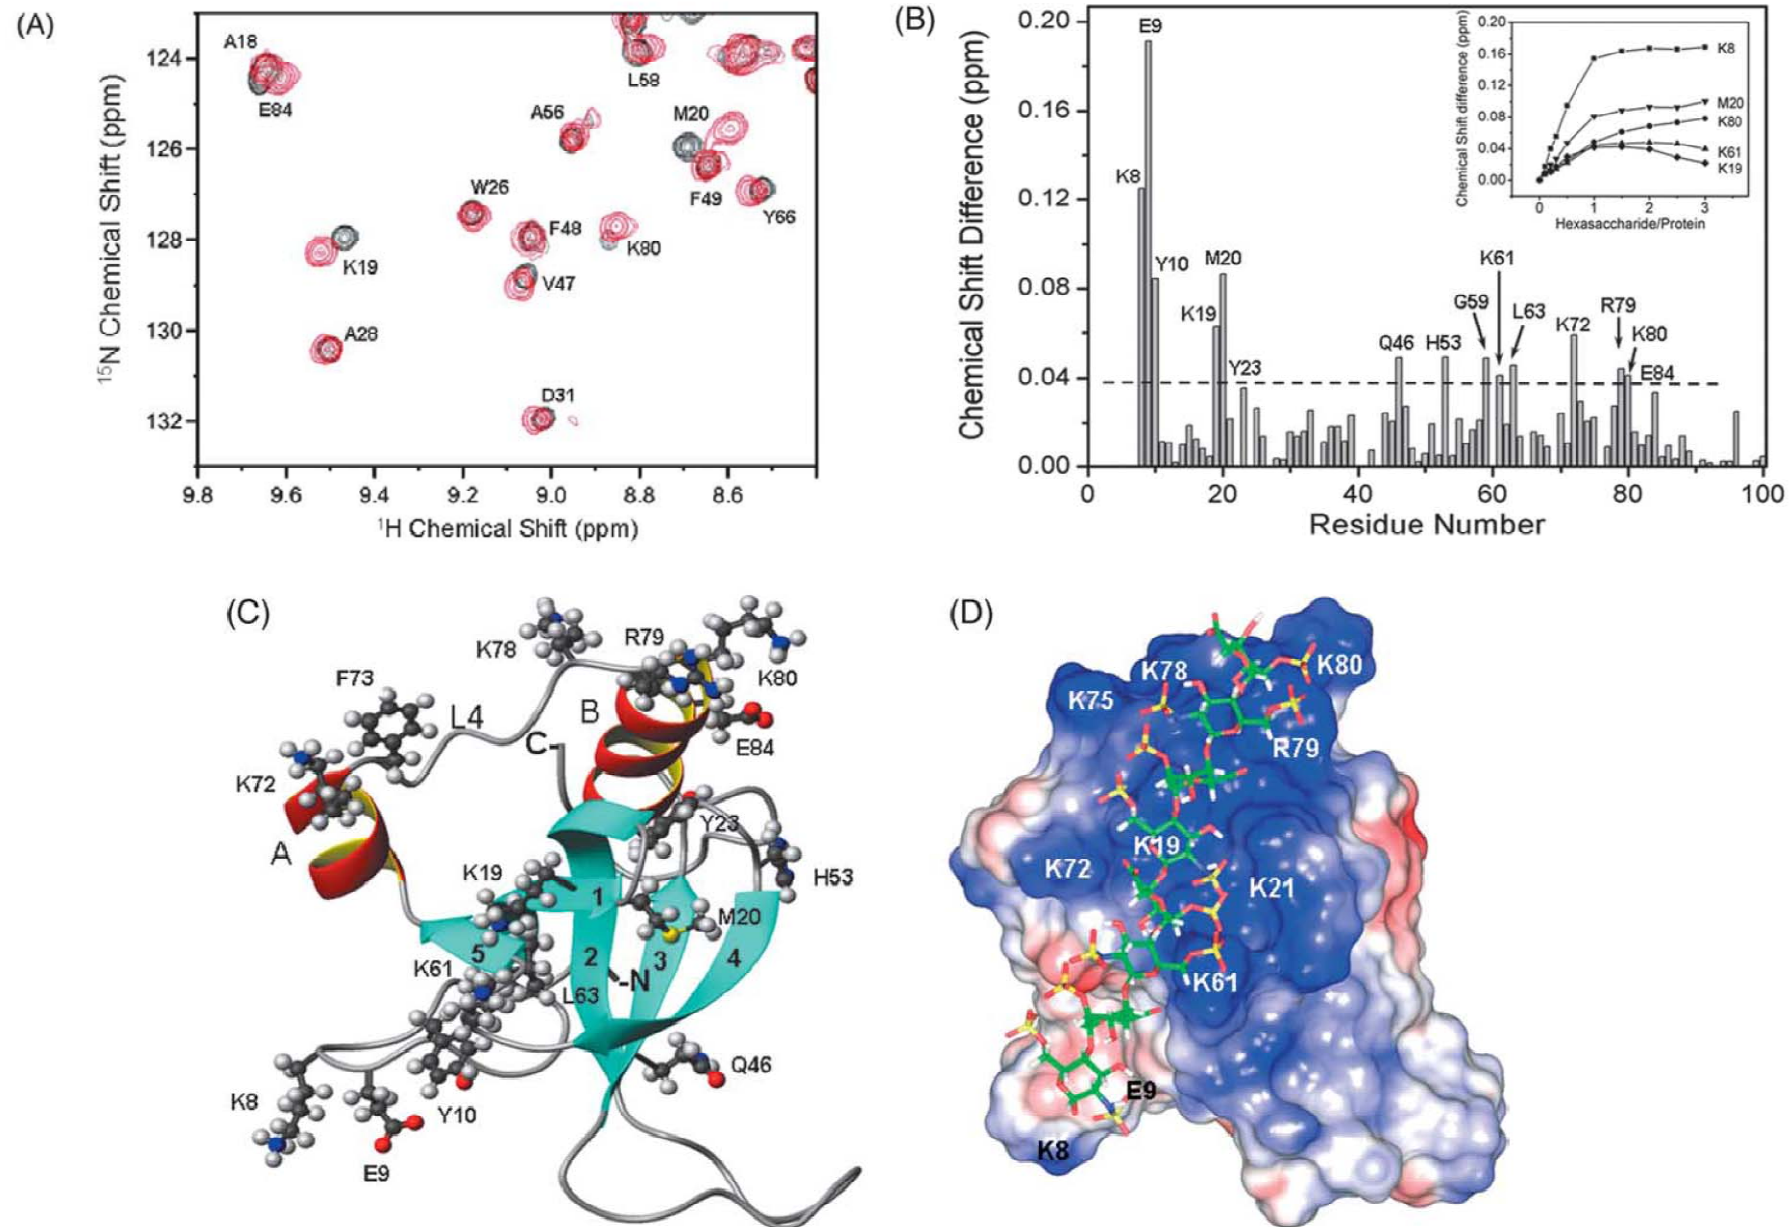 (A)
A18
E84
L58
A56
M20
W26
F49
Y66
F48
K80
K19
V47
A28
D31
124
126
128
130
132
9.8
9.6
9.4
9.2
9.0
8.8
8.6
¹⁵N Chemical Shift (ppm)
¹H Chemical Shift (ppm)
(B)
0.20
0.16
0.12
0.08
0.04
0.00
Chemical Shift Difference (ppm)
E9
K8
Y10
M20
K19
Y23
Q46
H53
G59
K61
L63
K72
R79
K80
E84
0
20
40
60
80
100
Residue Number
0.20
0.16
0.12
0.08
0.04
0.00
Chemical Shift difference (ppm)
K8
M20
K80
K61
K19
0
1
2
3
Hexasaccharide/Protein
(C)
K78
R79
K80
F73
L4
B
C
E84
K72
A
Y23
K19
1
H53
M20
5
2
3
4
K61
L63
-N
Q46
K8
Y10
E9
(D)
K78
K80
K75
R79
K19
K72
K21
K61
E9
K8